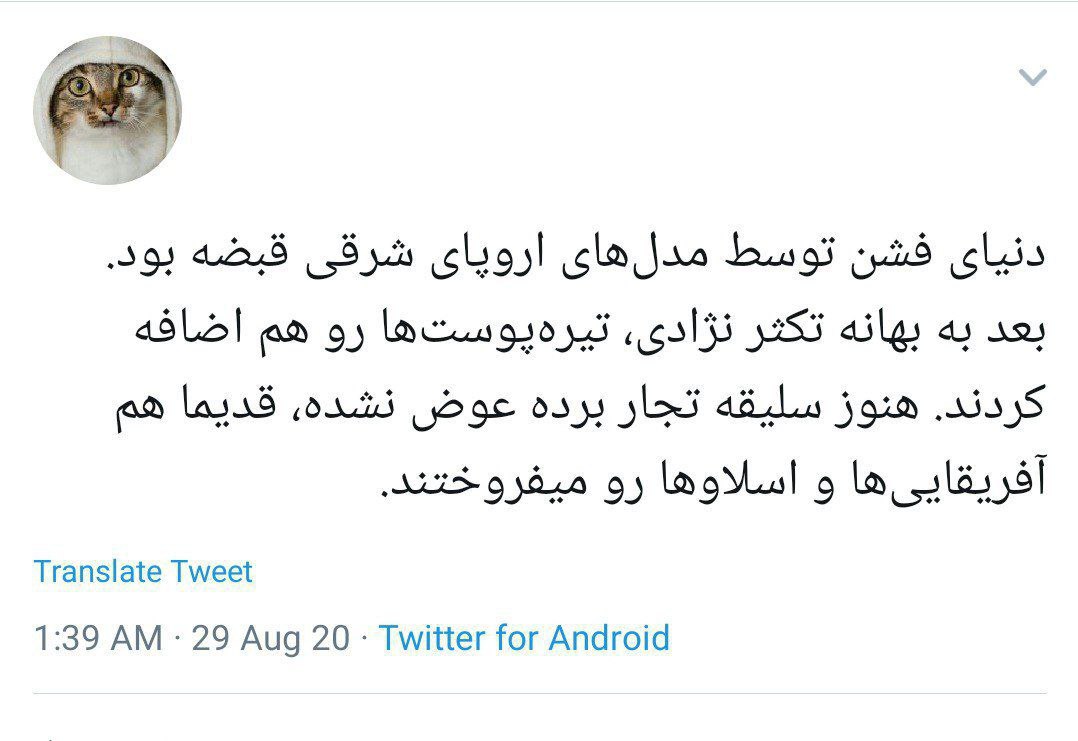 دنیای فشن توسط مدل‌های اروپای شرقی قبضه بود.
بعد به بهانه تکثر نژادی، تیره‌پوست‌ها رو هم اضافه
کردند. هنوز سلیقه تجار برده عوض نشده، قدیما هم
آفریقایی‌ها و اسلاوها رو میفروختند.
Translate Tweet
1:39 AM · 29 Aug 20 · Twitter for Android